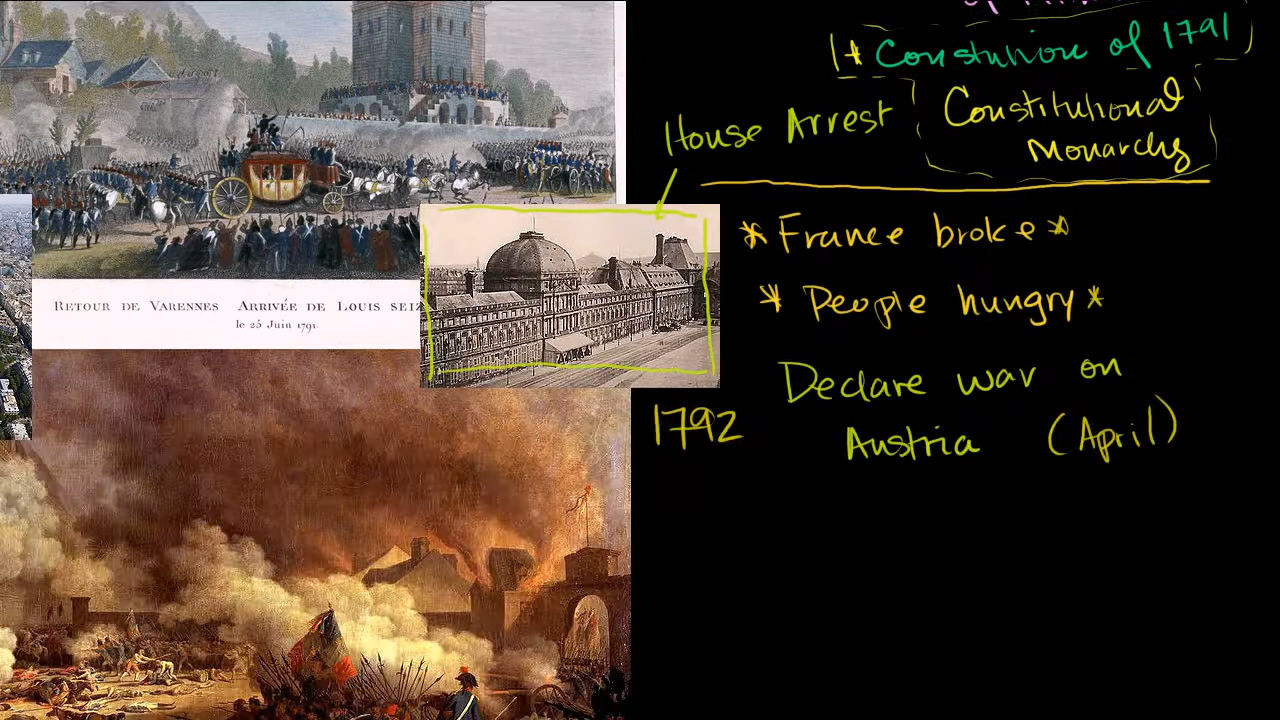 1* Constution of 1791
House Arrest
Constitutional
Monarchy
*France broke*
RETOUR DE VARENNES ARRIVÉE DE LOUIS SEIZ
le 25 Juin 1791.
*People hungry*
Declare war on
1792
Austria (April)